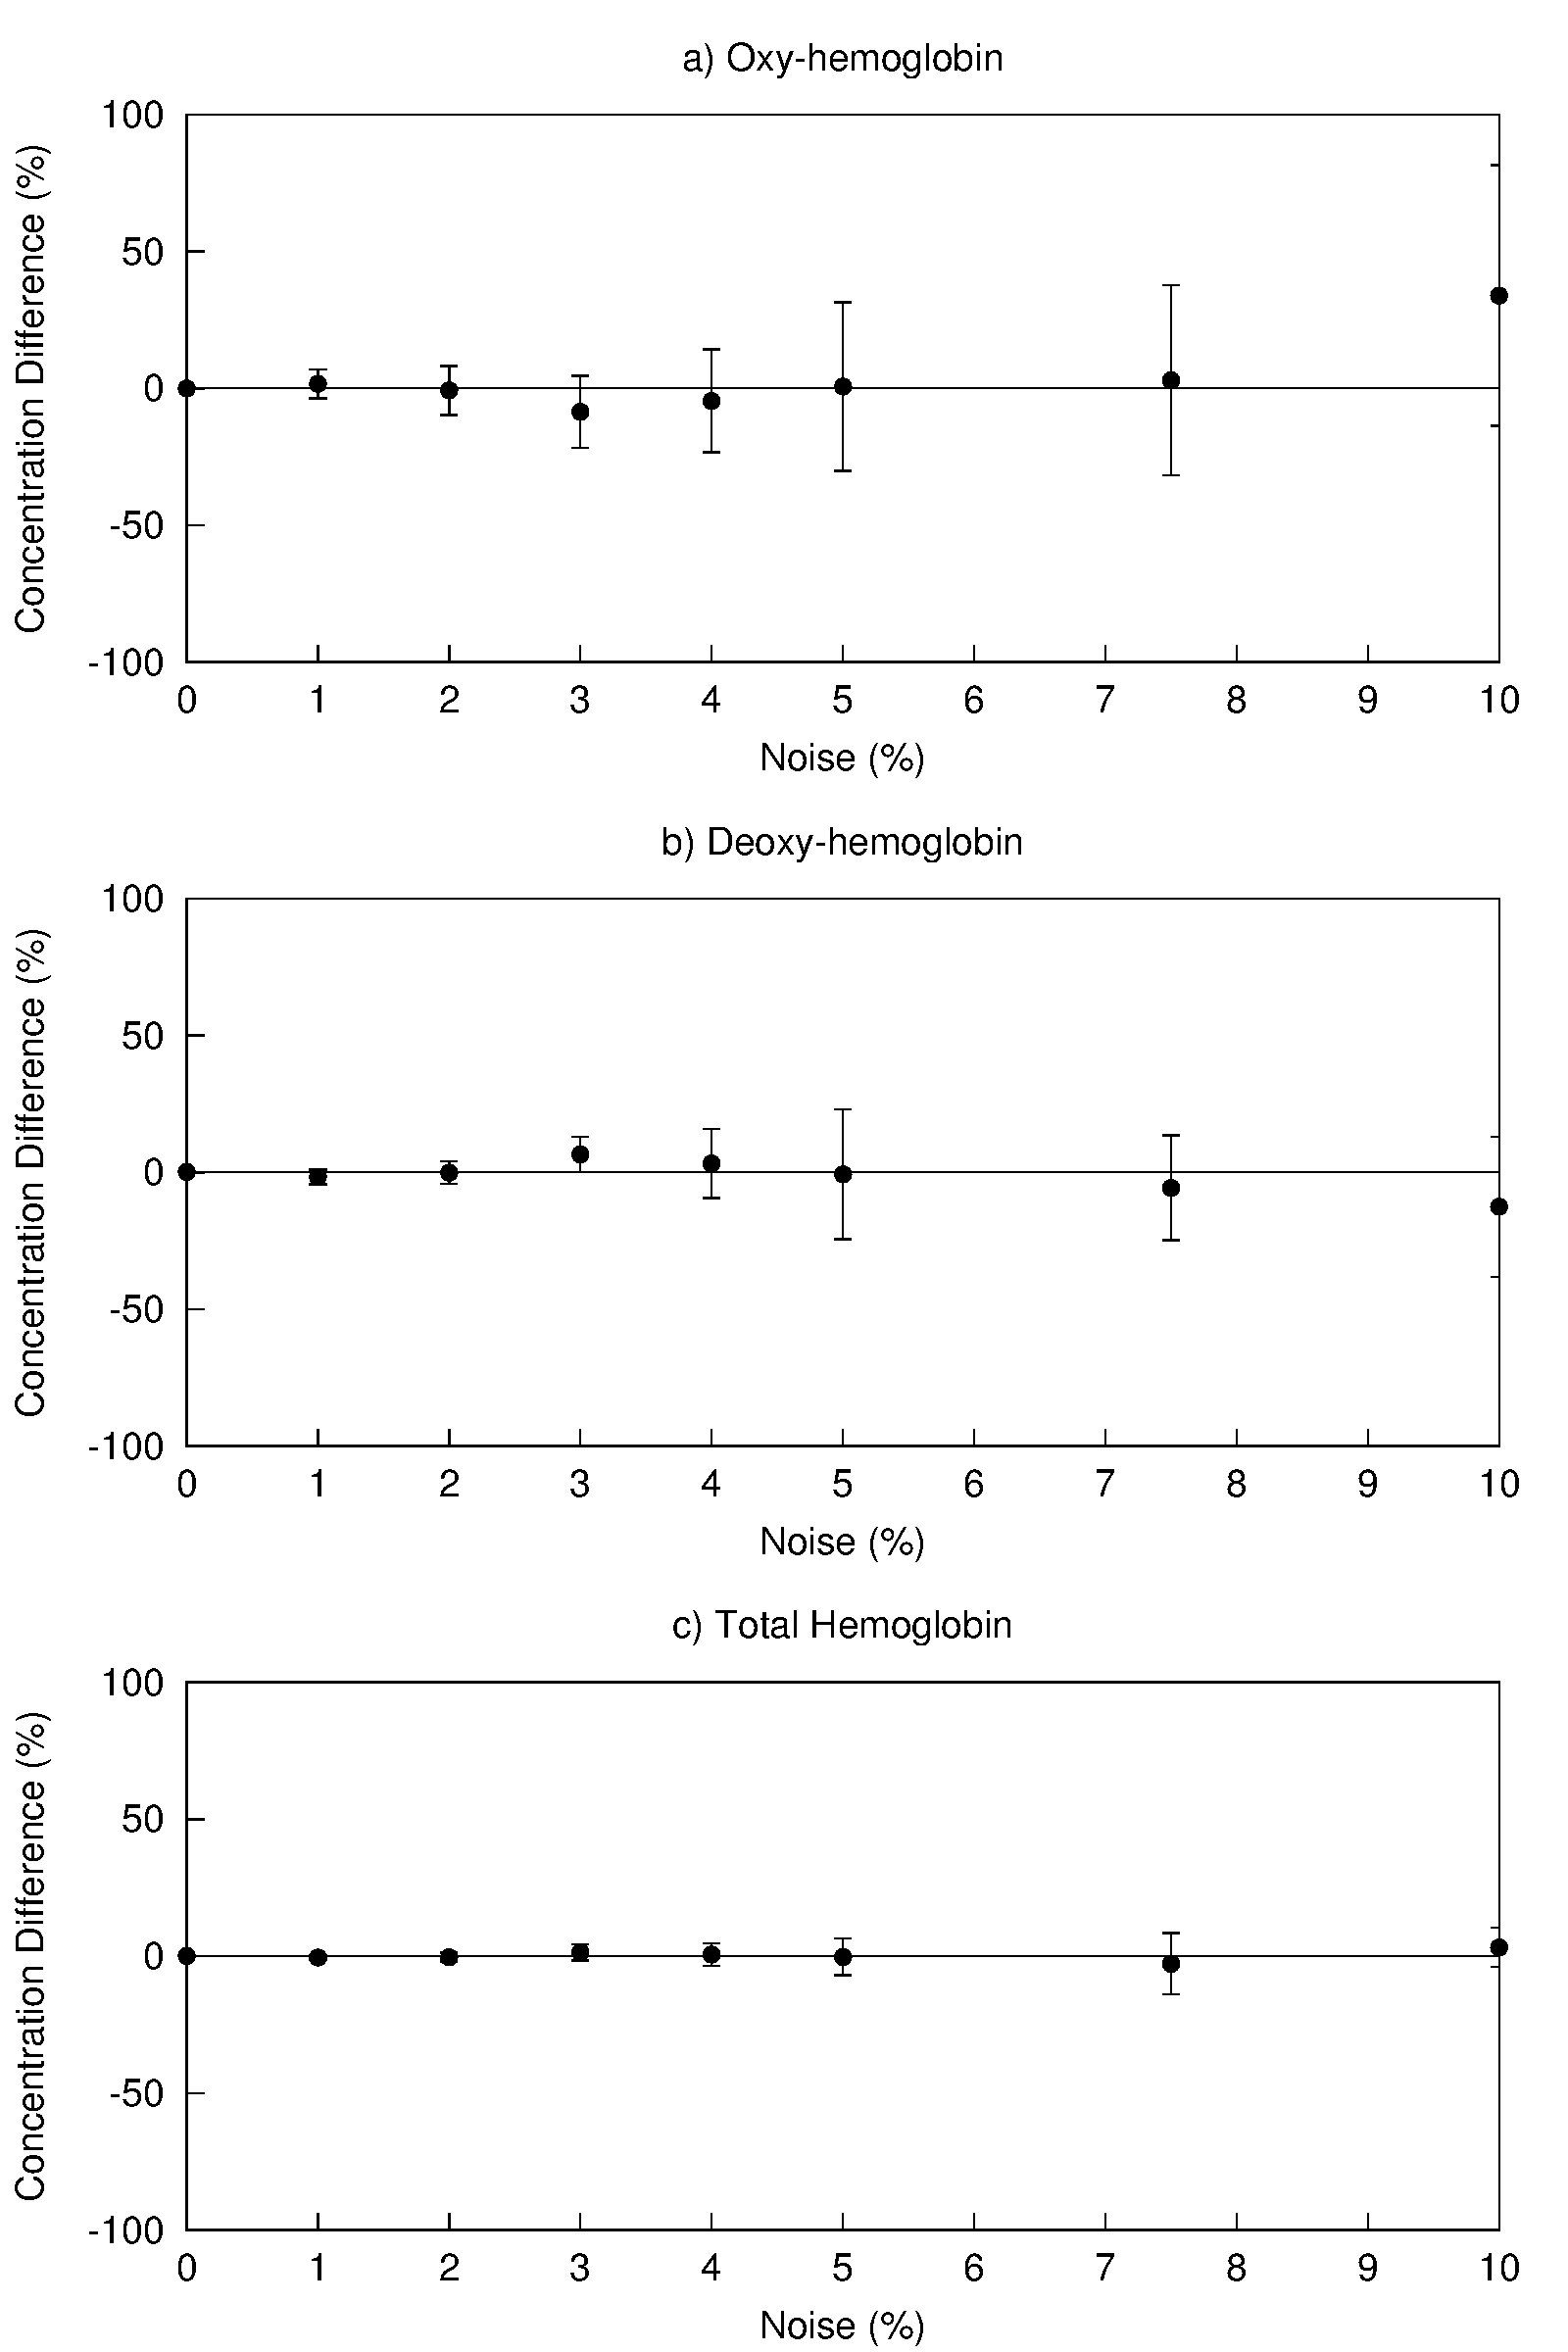 a) Oxy-hemoglobin
100
50
0
-50
-100
Concentration Difference (%)
0 1 2 3 4 5 6 7 8 9 10
Noise (%)
b) Deoxy-hemoglobin
100
50
0
-50
-100
Concentration Difference (%)
0 1 2 3 4 5 6 7 8 9 10
Noise (%)
c) Total Hemoglobin
100
50
0
-50
-100
Concentration Difference (%)
0 1 2 3 4 5 6 7 8 9 10
Noise (%)